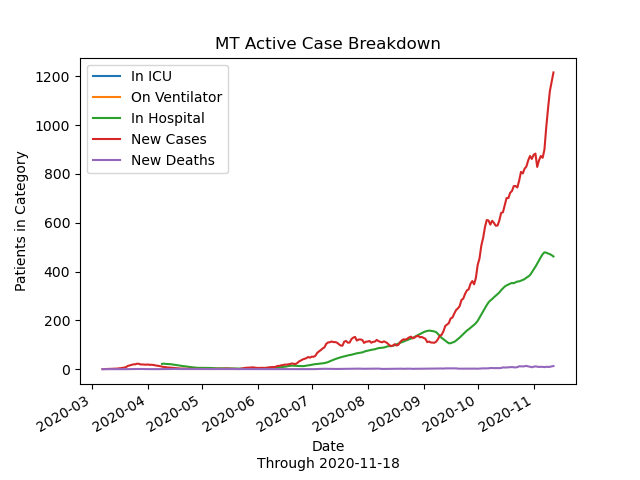 MT Active Case Breakdown
In ICU
On Ventilator
In Hospital
New Cases
New Deaths
Patients in Category
1200
1000
800
600
400
200
0
2020-03
2020-04
2020-05
2020-06
2020-07
2020-08
2020-09
2020-10
2020-11
Date
Through 2020-11-18